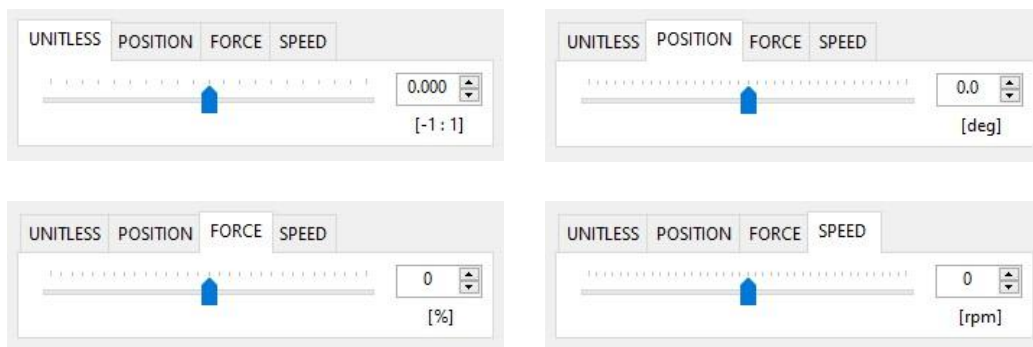 UNITLESS POSITION FORCE SPEED
0.000
[-1 : 1]
UNITLESS POSITION FORCE SPEED
0.0
[deg]
UNITLESS POSITION FORCE SPEED
0
[%]
UNITLESS POSITION FORCE SPEED
0
[rpm]